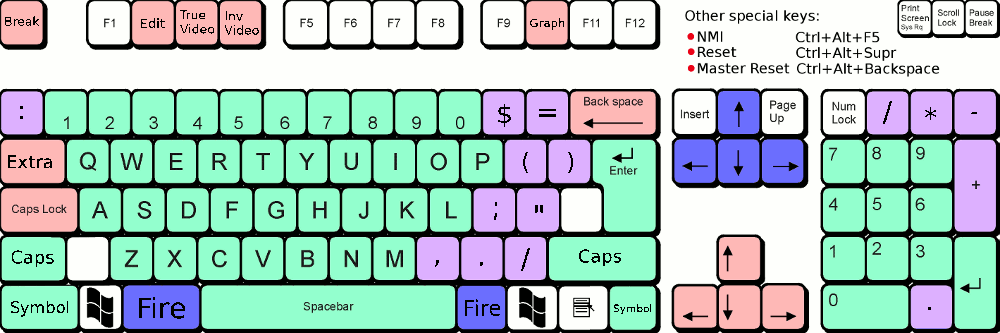 Break F1 Edit True Video Inv Video F5 F6 F7 F8 F9 Graph F11 F12
Other special keys:
NMI Ctrl+Alt+F5
Reset Ctrl+Alt+Supr
Master Reset Ctrl+Alt+Backspace
Print Screen Sys Rq Scroll Lock Pause Break
: 1 2 3 4 5 6 7 8 9 0 $ = Back space Insert Page Up Num Lock / * -
Extra Q W E R T Y U I O P ( ) Enter 7 8 9 +
Caps Lock A S D F G H J K L ; " 4 5 6
Caps Z X C V B N M , . / Caps 1 2 3
Symbol Fire Spacebar Fire Symbol 0 .